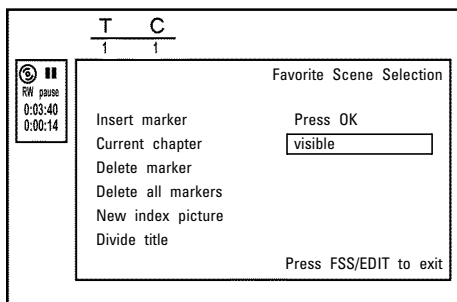 T C
1 1
RW pause
0:03:40
0:00:14
Favorite Scene Selection
Insert marker Press OK
Current chapter visible
Delete marker
Delete all markers
New index picture
Divide title
Press FSS/EDIT to exit